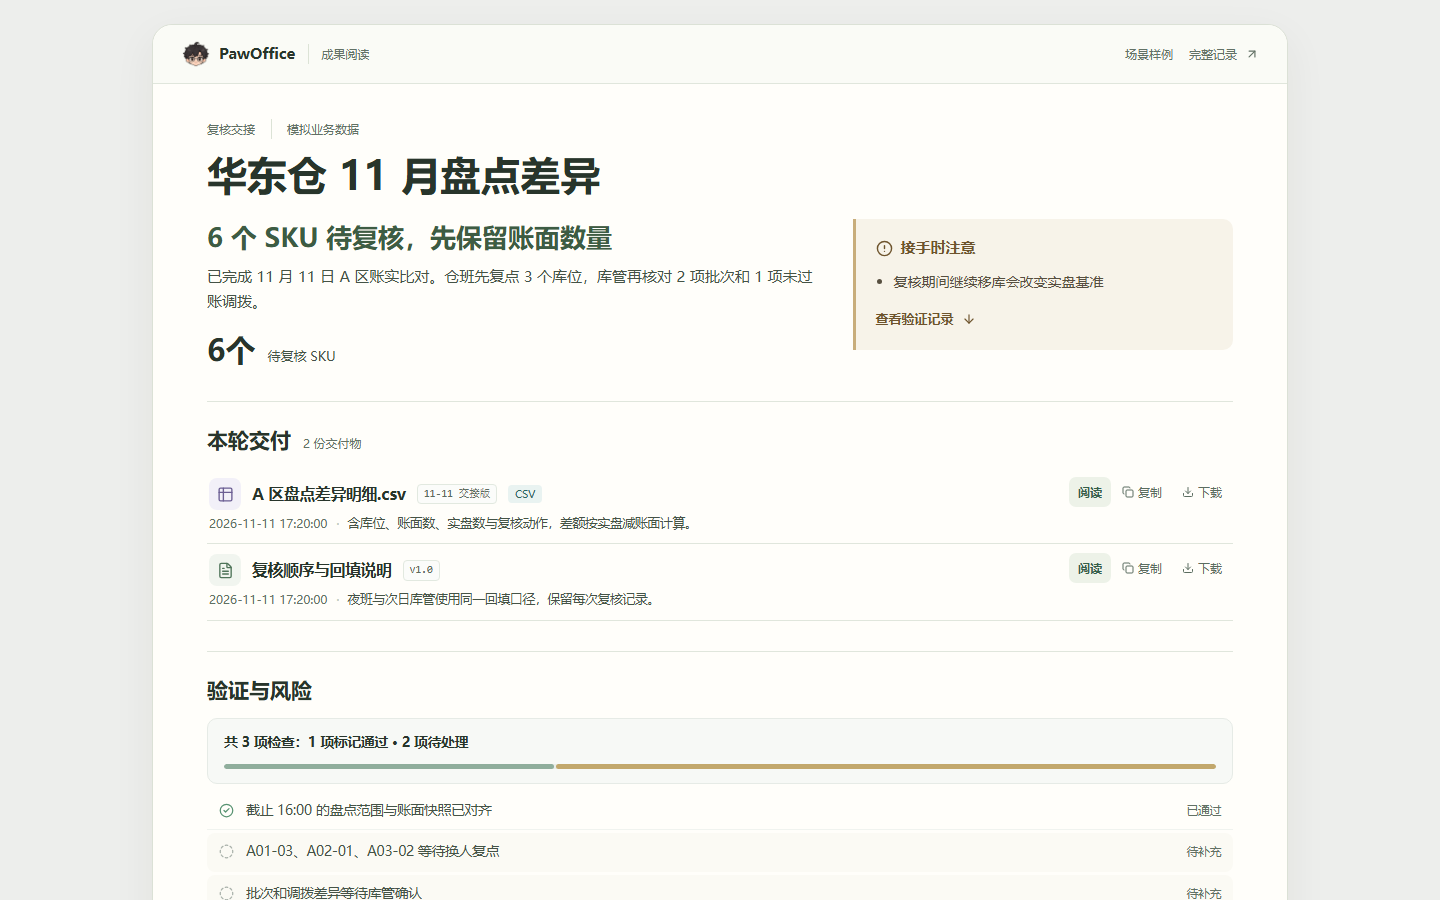 PawOffice 成果阅读
场景样例 完整记录
复核交接 模拟业务数据
华东仓 11 月盘点差异
6 个 SKU 待复核，先保留账面数量
已完成 11 月 11 日 A 区账实比对。仓班先复点 3 个库位，库管再核对 2 项批次和 1 项未过
账调拨。
6个 待复核 SKU
接手时注意
• 复核期间继续移库会改变实盘基准
查看验证记录
本轮交付 2 份交付物
A 区盘点差异明细.csv 11-11 交接版 CSV
阅读 复制 下载
2026-11-11 17:20:00 · 含库位、账面数、实盘数与复核动作，差额按实盘减账面计算。
复核顺序与回填说明 v1.0
阅读 复制 下载
2026-11-11 17:20:00 · 夜班与次日库管使用同一回填口径，保留每次复核记录。
验证与风险
共 3 项检查：1 项标记通过 • 2 项待处理
截止 16:00 的盘点范围与账面快照已对齐 已通过
A01-03、A02-01、A03-02 等待换人复点 待补充
批次和调拨差异等待库管确认 待补充